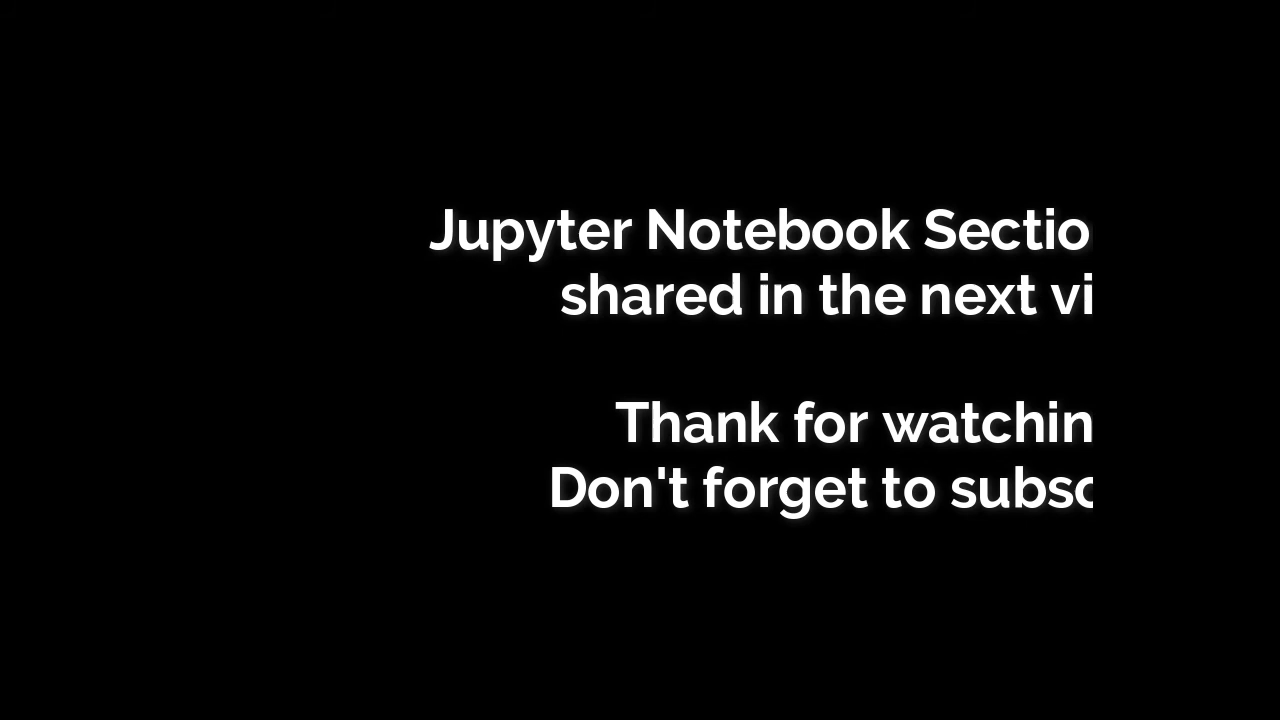 Jupyter Notebook Sectio
shared in the next vi
Thank for watchin
Don't forget to subsc